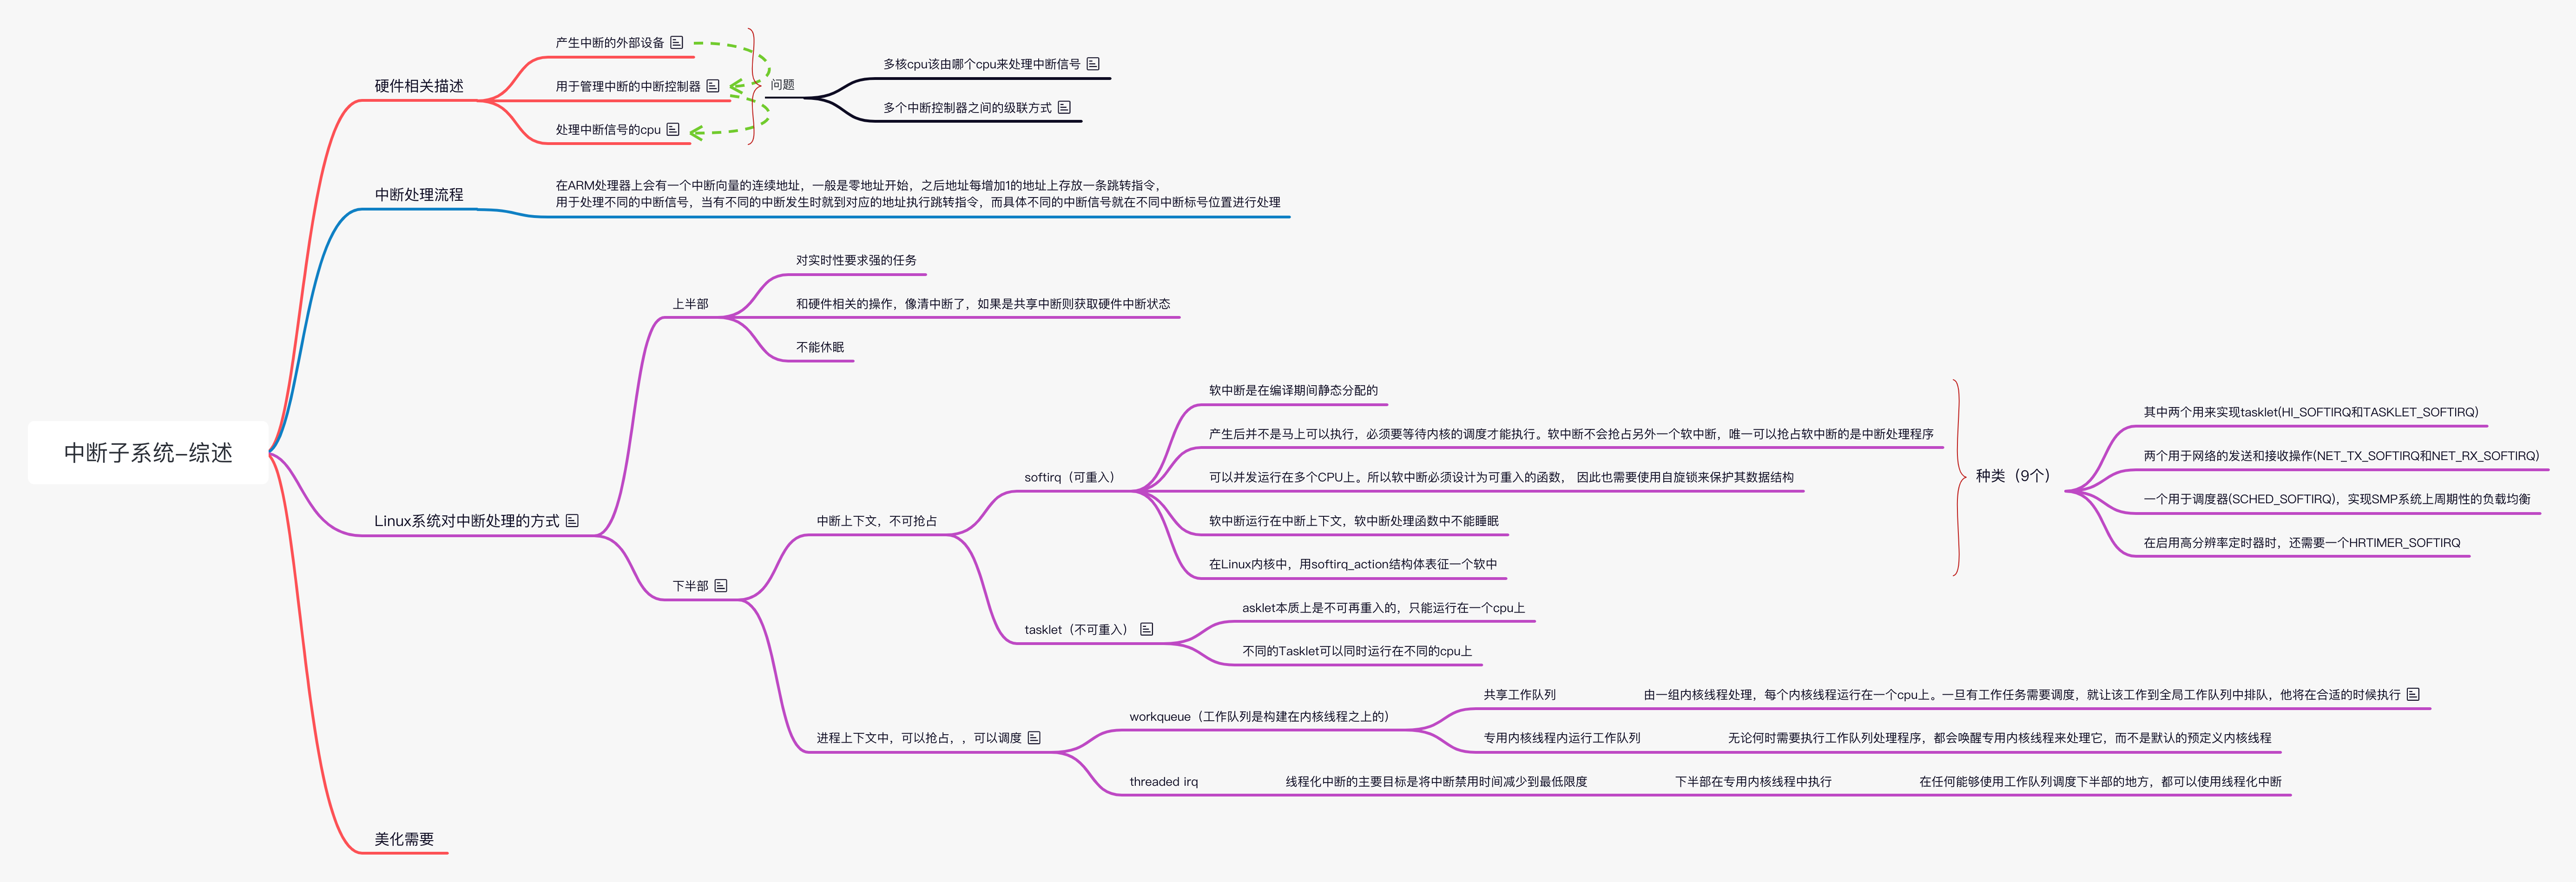 中断子系统-综述
硬件相关描述
产生中断的外部设备
用于管理中断的中断控制器
处理中断信号的cpu
问题
多核cpu该由哪个cpu来处理中断信号
多个中断控制器之间的级联方式
中断处理流程
在ARM处理器上会有一个中断向量的连续地址，一般是零地址开始，之后地址每增加1的地址上存放一条跳转指令，
用于处理不同的中断信号，当有不同的中断发生时就到对应的地址执行跳转指令，而具体不同的中断信号就在不同中断标号位置进行处理
Linux系统对中断处理的方式
上半部
对实时性要求强的任务
和硬件相关的操作，像清中断了，如果是共享中断则获取硬件中断状态
不能休眠
下半部
中断上下文，不可抢占
softirq（可重入）
软中断是在编译期间静态分配的
产生后并不是马上可以执行，必须要等待内核的调度才能执行。软中断不会抢占另外一个软中断，唯一可以抢占软中断的是中断处理程序
可以并发运行在多个CPU上。所以软中断必须设计为可重入的函数， 因此也需要使用自旋锁来保护其数据结构
软中断运行在中断上下文，软中断处理函数中不能睡眠
在Linux内核中，用softirq_action结构体表征一个软中
种类（9个）
其中两个用来实现tasklet(HI_SOFTIRQ和TASKLET_SOFTIRQ)
两个用于网络的发送和接收操作(NET_TX_SOFTIRQ和NET_RX_SOFTIRQ)
一个用于调度器(SCHED_SOFTIRQ)，实现SMP系统上周期性的负载均衡
在启用高分辨率定时器时，还需要一个HRTIMER_SOFTIRQ
tasklet（不可重入）
asklet本质上是不可再重入的，只能运行在一个cpu上
不同的Tasklet可以同时运行在不同的cpu上
进程上下文中，可以抢占，，可以调度
workqueue（工作队列是构建在内核线程之上的）
共享工作队列
由一组内核线程处理，每个内核线程运行在一个cpu上。一旦有工作任务需要调度，就让该工作到全局工作队列中排队，他将在合适的时候执行
专用内核线程内运行工作队列
无论何时需要执行工作队列处理程序，都会唤醒专用内核线程来处理它，而不是默认的预定义内核线程
threaded irq
线程化中断的主要目标是将中断禁用时间减少到最低限度
下半部在专用内核线程中执行
在任何能够使用工作队列调度下半部的地方，都可以使用线程化中断
美化需要